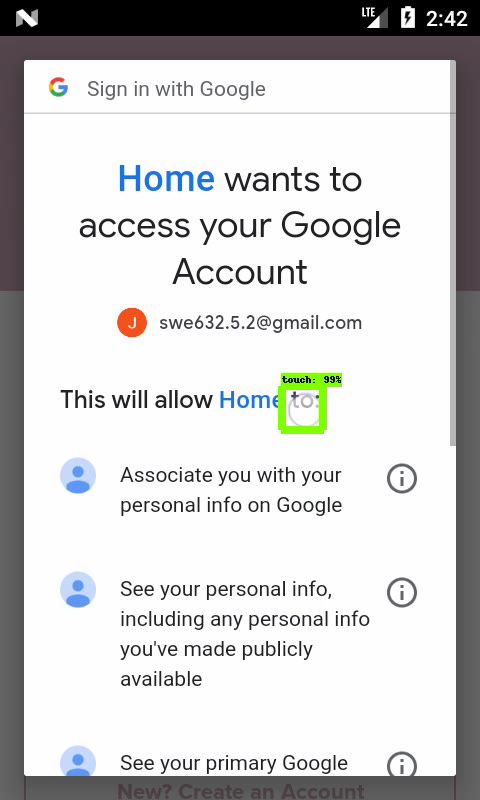 LTE 2:42
Sign in with Google
Home wants to
access your Google
Account
J swe632.5.2@gmail.com
touch: 99%
This will allow Home to:
Associate you with your
personal info on Google
See your personal info,
including any personal info
you've made publicly
available
See your primary Google
New? Create an Account